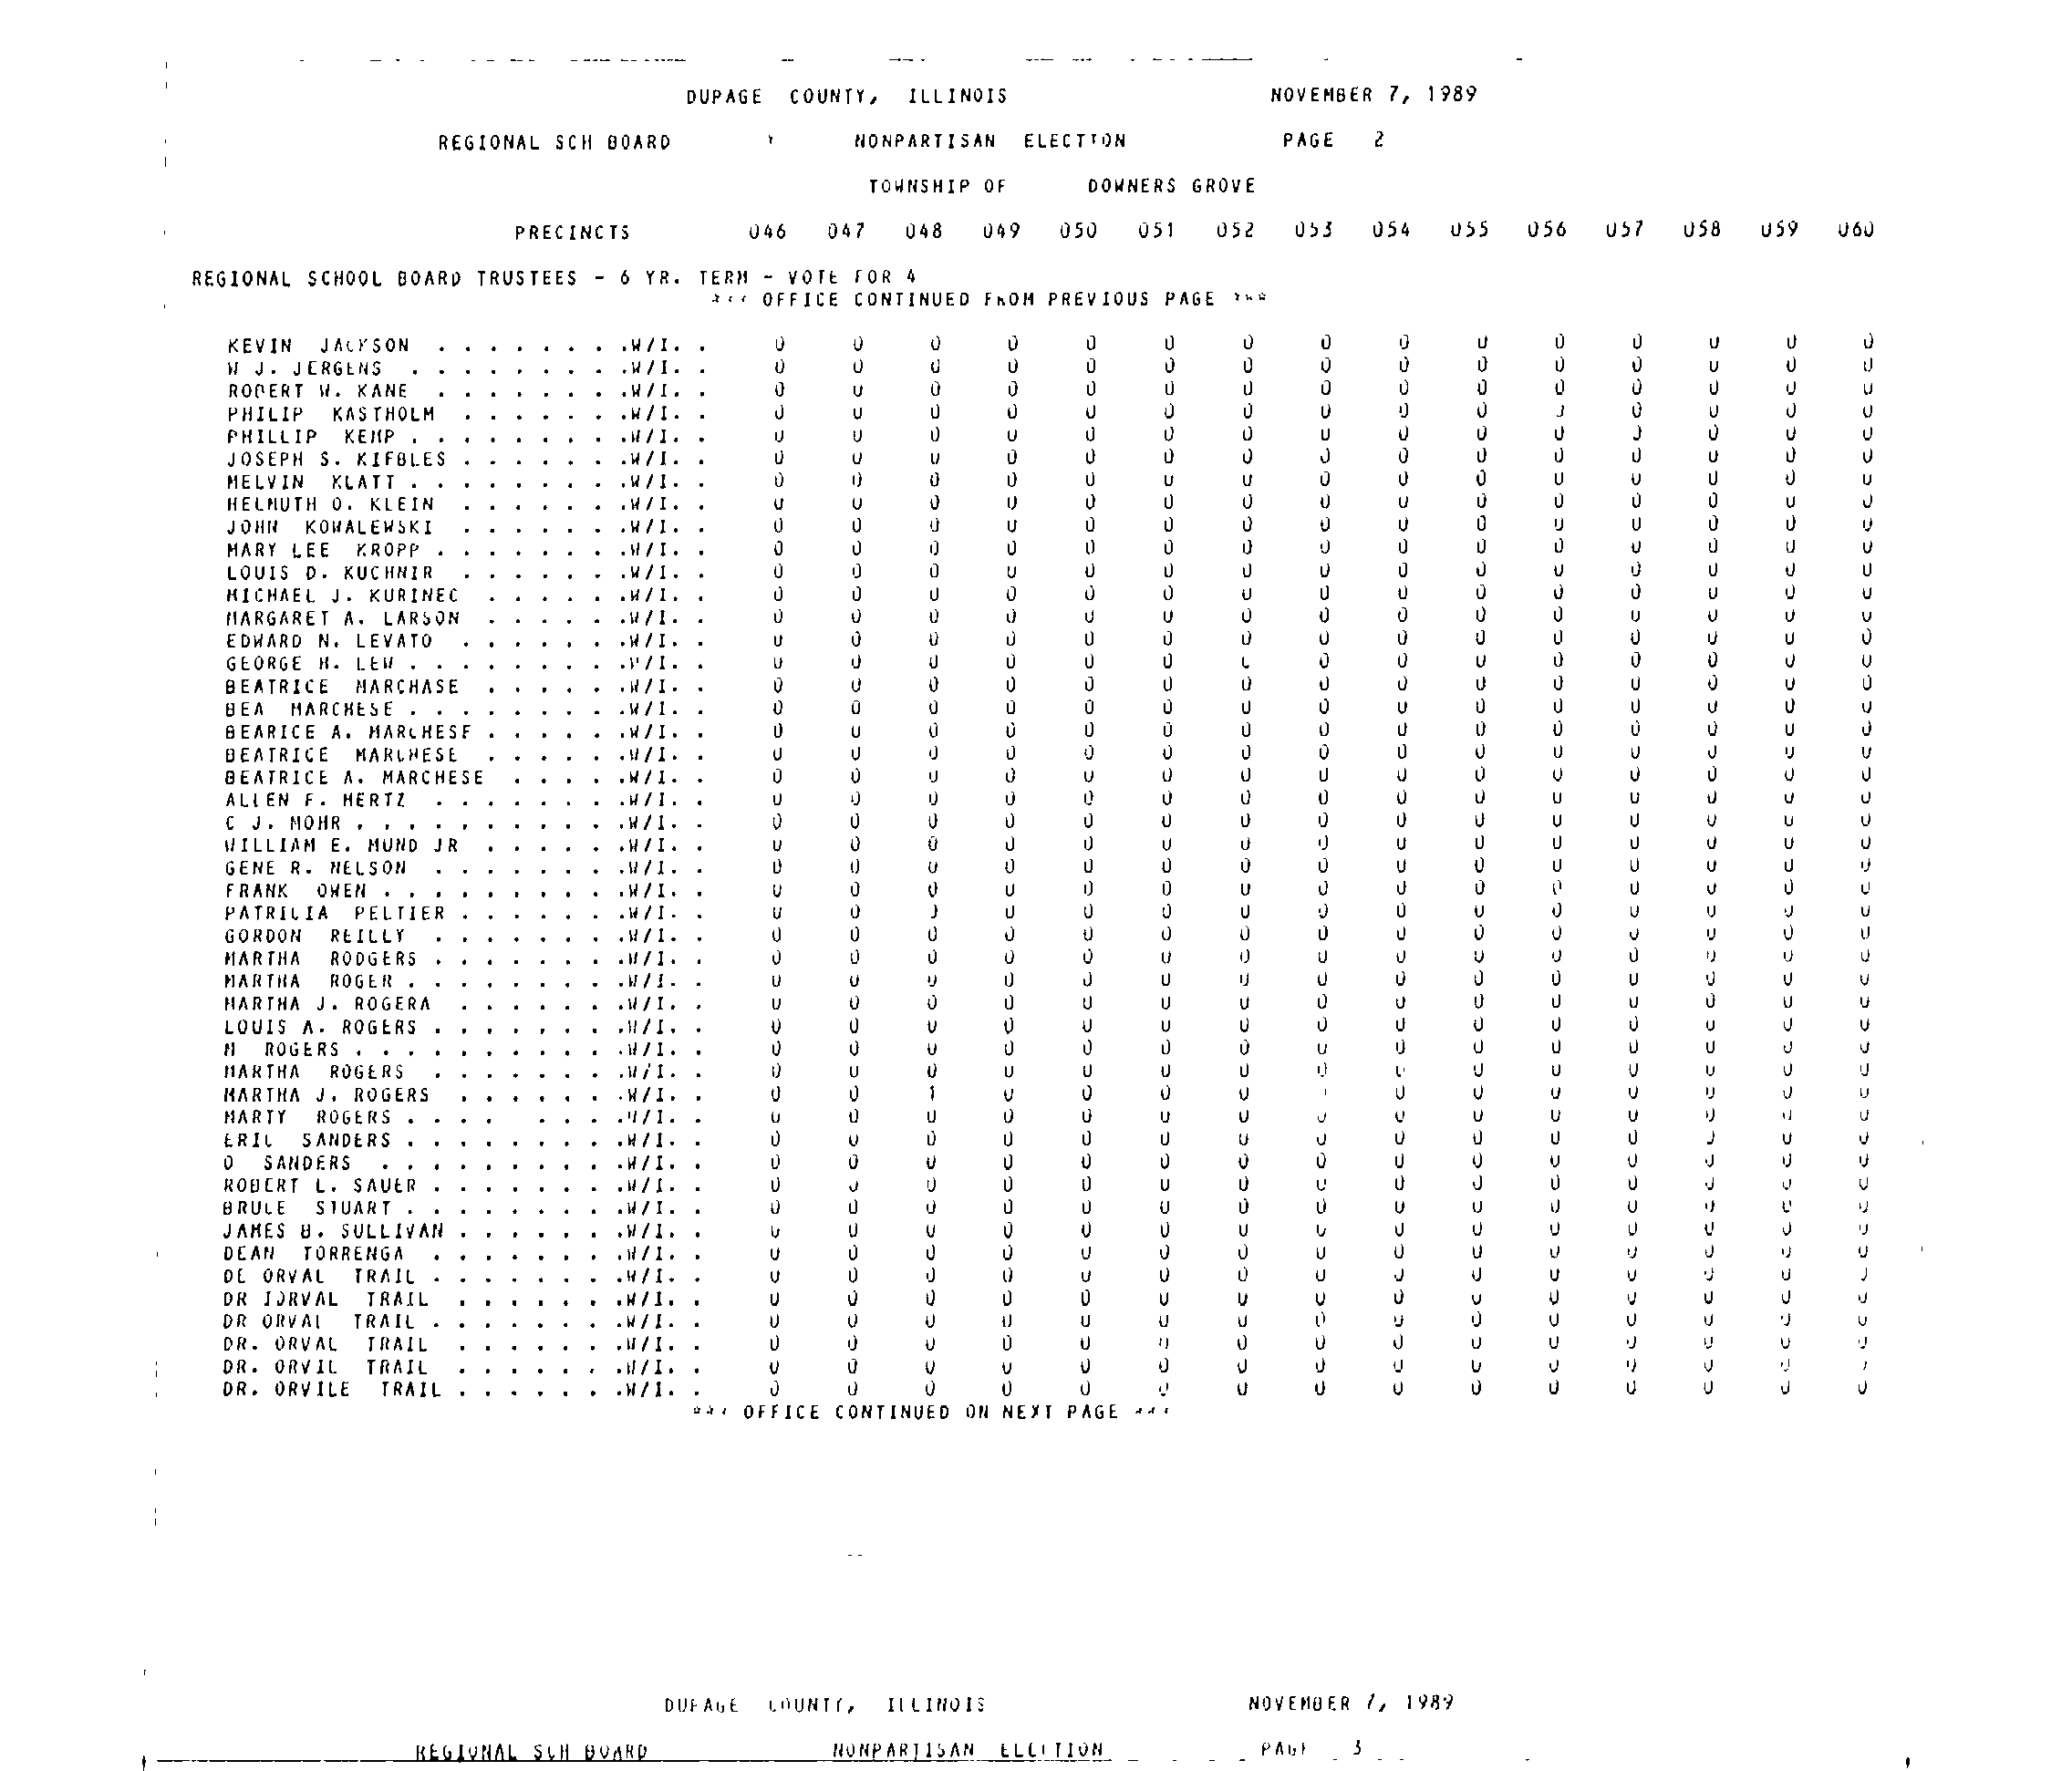 DUPAGE COUNTY, ILLINOIS NOVEMBER 7, 1989
REGIONAL SCH BOARD NONPARTISAN ELECTION PAGE 2
TOWNSHIP OF DOWNERS GROVE
PRECINCTS 046 047 048 049 050 051 052 053 054 055 056 057 058 059 060
REGIONAL SCHOOL BOARD TRUSTEES - 6 YR. TERM - VOTE FOR 4
*** OFFICE CONTINUED FROM PREVIOUS PAGE ***
KEVIN JACKSON . . . . . . . .W/I. . 0 0 0 0 0 0 0 0 0 0 0 0 0 0 0
W J. JERGENS . . . . . . . . .W/I. . 0 0 0 0 0 0 0 0 0 0 0 0 0 0 0
ROBERT W. KANE . . . . . . . .W/I. . 0 0 0 0 0 0 0 0 0 0 0 0 0 0 0
PHILIP KASTHOLM . . . . . . .W/I. . 0 0 0 0 0 0 0 0 0 0 0 0 0 0 0
PHILLIP KEMP . . . . . . . . .W/I. . 0 0 0 0 0 0 0 0 0 0 0 0 0 0 0
JOSEPH S. KIEBLES . . . . . . .W/I. . 0 0 0 0 0 0 0 0 0 0 0 0 0 0 0
MELVIN KLATT . . . . . . . . .W/I. . 0 0 0 0 0 0 0 0 0 0 0 0 0 0 0
HELMUTH O. KLEIN . . . . . . .W/I. . 0 0 0 0 0 0 0 0 0 0 0 0 0 0 0
JOHN KOWALEWSKI . . . . . . .W/I. . 0 0 0 0 0 0 0 0 0 0 0 0 0 0 0
MARY LEE KROPP . . . . . . . .W/I. . 0 0 0 0 0 0 0 0 0 0 0 0 0 0 0
LOUIS D. KUCHNIR . . . . . . .W/I. . 0 0 0 0 0 0 0 0 0 0 0 0 0 0 0
MICHAEL J. KURINEC . . . . . .W/I. . 0 0 0 0 0 0 0 0 0 0 0 0 0 0 0
MARGARET A. LARSON . . . . . .W/I. . 0 0 0 0 0 0 0 0 0 0 0 0 0 0 0
EDWARD N. LEVATO . . . . . . .W/I. . 0 0 0 0 0 0 0 0 0 0 0 0 0 0 0
GEORGE H. LEW . . . . . . . . .W/I. . 0 0 0 0 0 0 0 0 0 0 0 0 0 0 0
BEATRICE MARCHASE . . . . . .W/I. . 0 0 0 0 0 0 0 0 0 0 0 0 0 0 0
BEA MARCHESE . . . . . . . . .W/I. . 0 0 0 0 0 0 0 0 0 0 0 0 0 0 0
BEARICE A. MARCHESE . . . . . .W/I. . 0 0 0 0 0 0 0 0 0 0 0 0 0 0 0
BEATRICE MARCHESE . . . . . .W/I. . 0 0 0 0 0 0 0 0 0 0 0 0 0 0 0
BEATRICE A. MARCHESE . . . . .W/I. . 0 0 0 0 0 0 0 0 0 0 0 0 0 0 0
ALLEN F. MERTZ . . . . . . . .W/I. . 0 0 0 0 0 0 0 0 0 0 0 0 0 0 0
C J. MOHR . . . . . . . . . . .W/I. . 0 0 0 0 0 0 0 0 0 0 0 0 0 0 0
WILLIAM E. MUND JR . . . . . .W/I. . 0 0 0 0 0 0 0 0 0 0 0 0 0 0 0
GENE R. NELSON . . . . . . . .W/I. . 0 0 0 0 0 0 0 0 0 0 0 0 0 0 0
FRANK OWEN . . . . . . . . . .W/I. . 0 0 0 0 0 0 0 0 0 0 0 0 0 0 0
PATRICIA PELTIER . . . . . . .W/I. . 0 0 0 0 0 0 0 0 0 0 0 0 0 0 0
GORDON REILLY . . . . . . . .W/I. . 0 0 0 0 0 0 0 0 0 0 0 0 0 0 0
MARTHA RODGERS . . . . . . . .W/I. . 0 0 0 0 0 0 0 0 0 0 0 0 0 0 0
MARTHA ROGER . . . . . . . . .W/I. . 0 0 0 0 0 0 0 0 0 0 0 0 0 0 0
MARTHA J. ROGERA . . . . . . .W/I. . 0 0 0 0 0 0 0 0 0 0 0 0 0 0 0
LOUIS A. ROGERS . . . . . . . .W/I. . 0 0 0 0 0 0 0 0 0 0 0 0 0 0 0
M ROGERS . . . . . . . . . . .W/I. . 0 0 0 0 0 0 0 0 0 0 0 0 0 0 0
MARTHA ROGERS . . . . . . . .W/I. . 0 0 0 0 0 0 0 0 0 0 0 0 0 0 0
MARTHA J. ROGERS . . . . . . .W/I. . 0 0 1 0 0 0 0 1 0 0 0 0 0 0 0
MARTY ROGERS . . . . . . . .W/I. . 0 0 0 0 0 0 0 0 0 0 0 0 0 0 0
ERIC SANDERS . . . . . . . . .W/I. . 0 0 0 0 0 0 0 0 0 0 0 0 0 0 0
O SANDERS . . . . . . . . . .W/I. . 0 0 0 0 0 0 0 0 0 0 0 0 0 0 0
ROBERT L. SAUER . . . . . . . .W/I. . 0 0 0 0 0 0 0 0 0 0 0 0 0 0 0
BRUCE STUART . . . . . . . . .W/I. . 0 0 0 0 0 0 0 0 0 0 0 0 0 0 0
JAMES B. SULLIVAN . . . . . . .W/I. . 0 0 0 0 0 0 0 0 0 0 0 0 0 0 0
DEAN TORRENGA . . . . . . . .W/I. . 0 0 0 0 0 0 0 0 0 0 0 0 0 0 0
DE ORVAL TRAIL . . . . . . . .W/I. . 0 0 0 0 0 0 0 0 0 0 0 0 0 0 0
DR IORVAL TRAIL . . . . . . .W/I. . 0 0 0 0 0 0 0 0 0 0 0 0 0 0 0
DR ORVAL TRAIL . . . . . . . .W/I. . 0 0 0 0 0 0 0 0 0 0 0 0 0 0 0
DR. ORVAL TRAIL . . . . . . .W/I. . 0 0 0 0 0 0 0 0 0 0 0 0 0 0 0
DR. ORVIL TRAIL . . . . . . .W/I. . 0 0 0 0 0 0 0 0 0 0 0 0 0 0 0
DR. ORVILE TRAIL . . . . . . .W/I. . 0 0 0 0 0 0 0 0 0 0 0 0 0 0 0
*** OFFICE CONTINUED ON NEXT PAGE ***
DUPAGE COUNTY, ILLINOIS NOVEMBER 7, 1989
REGIONAL SCH BOARD NONPARTISAN ELECTION PAGE 3